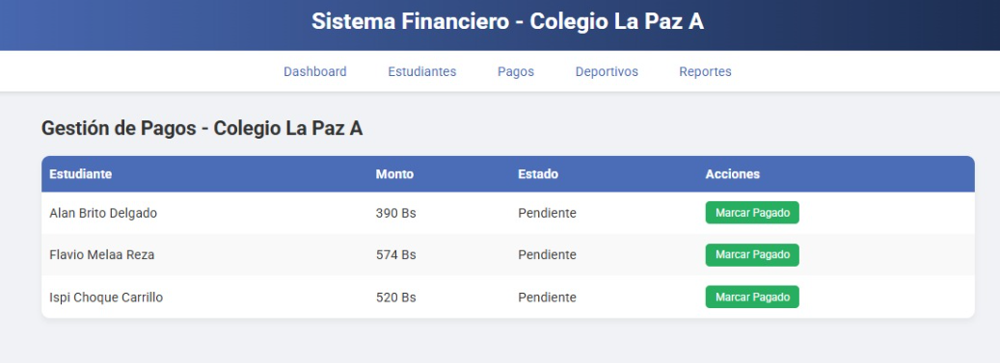 Sistema Financiero - Colegio La Paz A
Dashboard Estudiantes Pagos Deportivos Reportes
Gestión de Pagos - Colegio La Paz A
Estudiante Monto Estado Acciones
Alan Brito Delgado 390 Bs Pendiente Marcar Pagado
Flavio Melaa Reza 574 Bs Pendiente Marcar Pagado
Ispi Choque Carrillo 520 Bs Pendiente Marcar Pagado